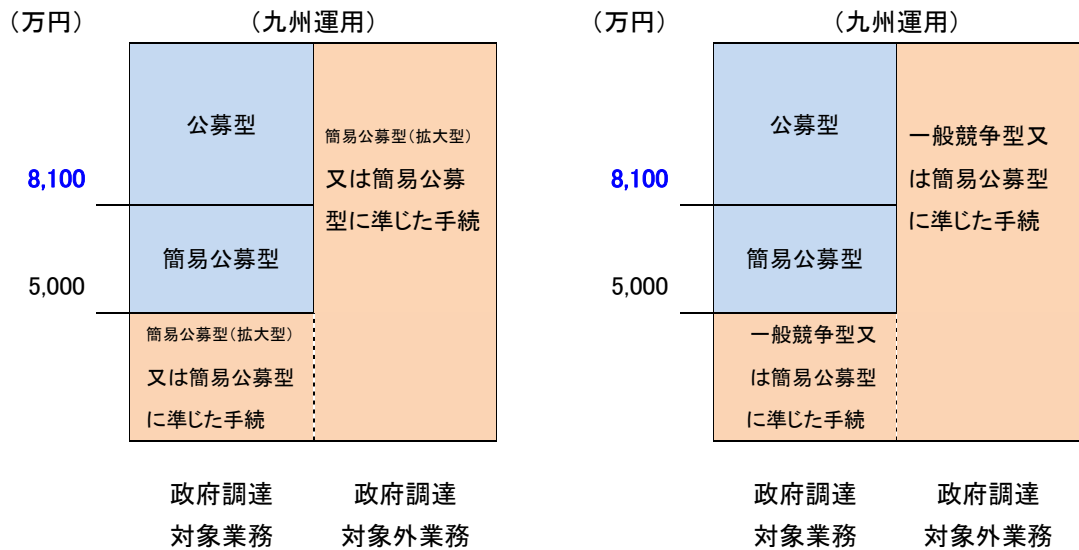 (万円)
(九州運用)
公募型
8,100
簡易公募型
5,000
簡易公募型(拡大型)
又は簡易公募型
に準じた手続
簡易公募型(拡大型)
又は簡易公募
型に準じた手続
政府調達
対象業務
政府調達
対象外業務
(万円)
(九州運用)
公募型
8,100
簡易公募型
5,000
一般競争型又
は簡易公募型
に準じた手続
一般競争型又
は簡易公募型
に準じた手続
政府調達
対象業務
政府調達
対象外業務